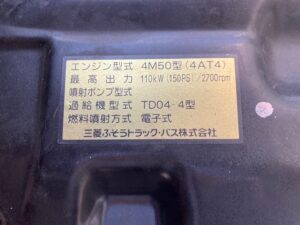 エンジン型式 4M50型(4AT4)
最高出力 110kW(150PS)/2700rpm
噴射ポンプ型式
過給機型式 TD04-4型
燃料噴射方式 電子式
三菱ふそうトラック・バス株式会社